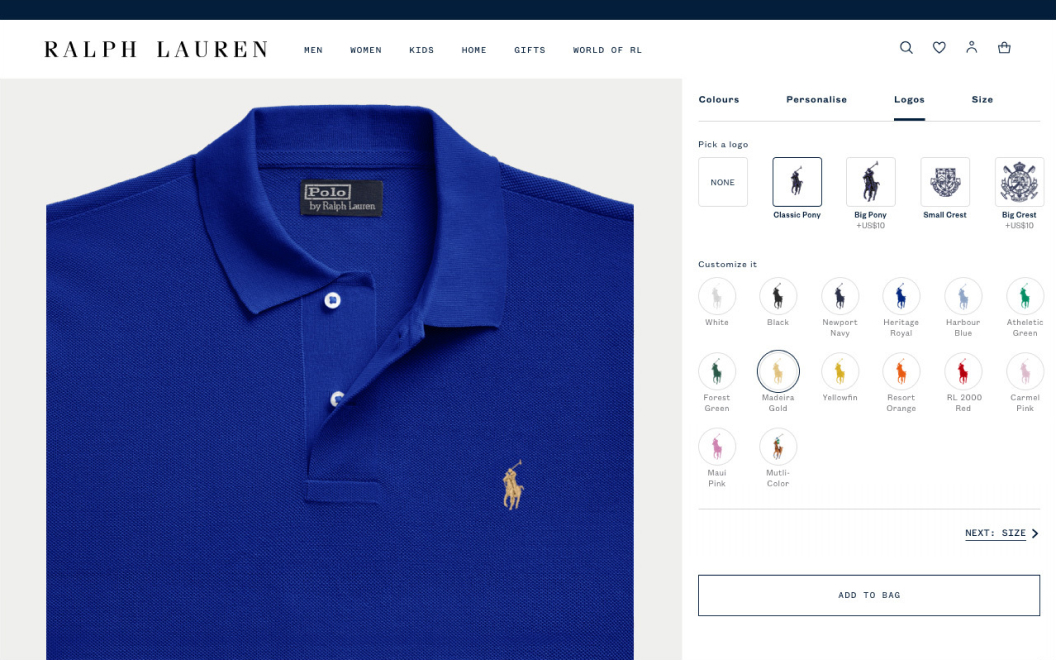 RALPH LAUREN
MEN WOMEN KIDS HOME GIFTS WORLD OF RL
Colours Personalise Logos Size
Pick a logo
NONE
Classic Pony Big Pony Small Crest Big Crest
+US$10 +US$10
Customize it
White Black Newport Heritage Harbour Atheletic
Navy Royal Blue Green
Forest Madeira Yellowfin Resort RL 2000 Carmel
Green Gold Orange Red Pink
Maui Mutli-
Pink Color
NEXT: SIZE
ADD TO BAG
Polo
by Ralph Lauren